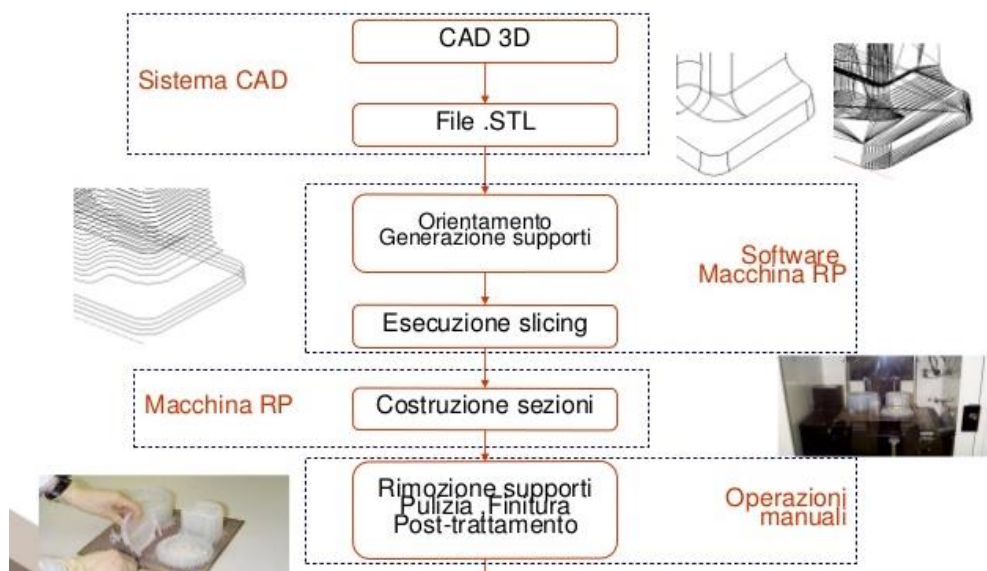 CAD 3D
Sistema CAD
File .STL
Orientamento
Generazione supporti
Software
Macchina RP
Esecuzione slicing
Macchina RP
Costruzione sezioni
Rimozione supporti
Pulizia .Finitura
Post-trattamento
Operazioni
manuali